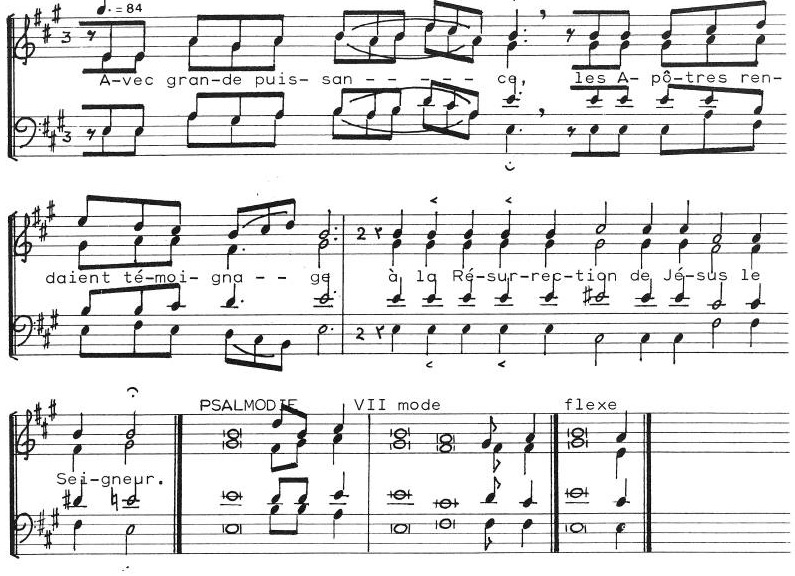 ♩. = 84
A-vec gran-de puis- san - - - - - ce, les A- pô-tres ren-
daient té-moi- gna - - ge à la Ré-sur-rec-tion de Jé-sus le
PSALMODIE VII mode flexe
Sei-gneur.